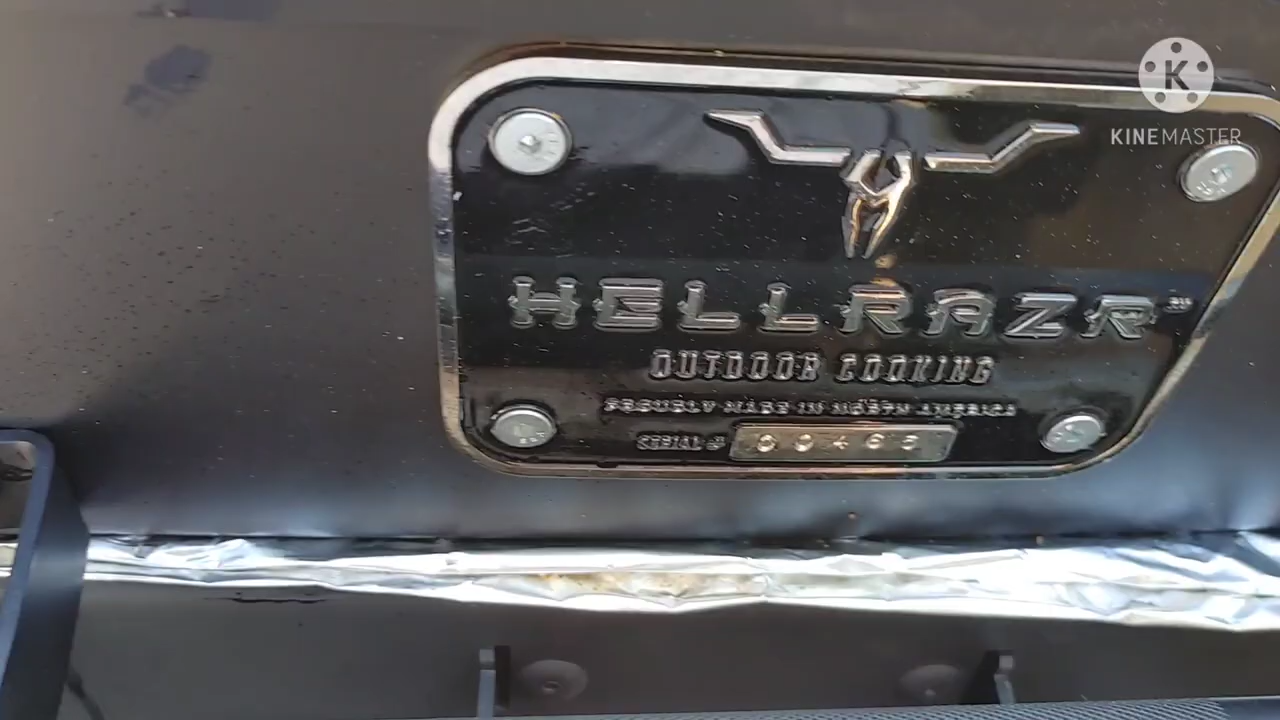 K
KINEMASTER
HELLRAZR
OUTDOOR COOKING
PROUDLY MADE IN NORTH AMERICA
SERIAL #